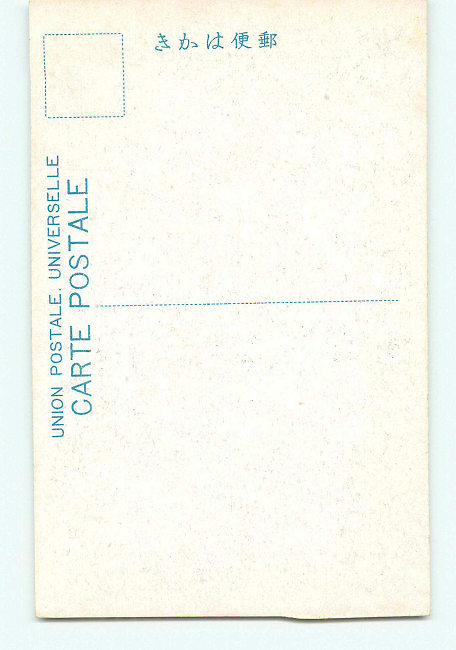 きかは便郵
UNION POSTALE. UNIVERSELLE
CARTE POSTALE